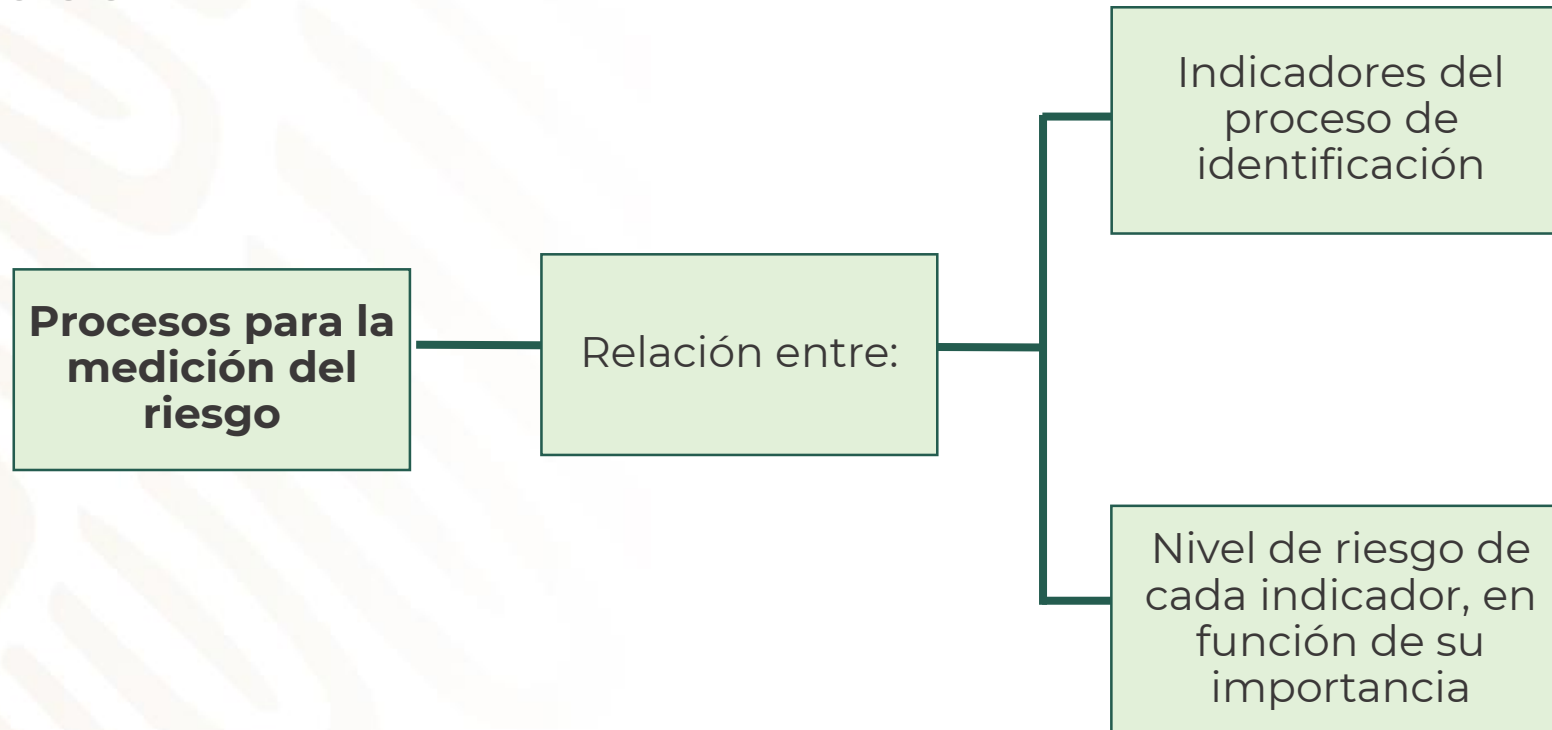 Procesos para la
medición del
riesgo
Relación entre:
Indicadores del
proceso de
identificación
Nivel de riesgo de
cada indicador, en
función de su
importancia